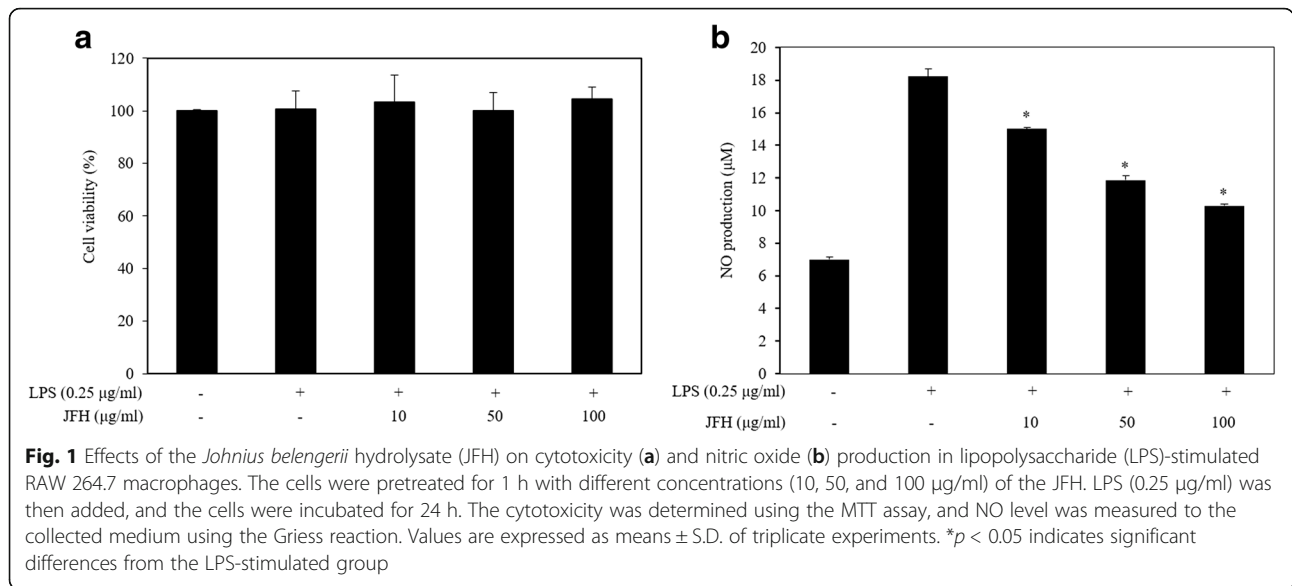 a
120
100
80
60
40
20
0
Cell viability (%)
LPS (0.25 µg/ml) - + + + +
JFH (µg/ml) - - 10 50 100
b
20
18
16
14
12
10
8
6
4
2
0
NO production (µM)
* * *
LPS (0.25 µg/ml) - + + + +
JFH (µg/ml) - - 10 50 100
Fig. 1 Effects of the Johnius belengerii hydrolysate (JFH) on cytotoxicity (a) and nitric oxide (b) production in lipopolysaccharide (LPS)-stimulated
RAW 264.7 macrophages. The cells were pretreated for 1 h with different concentrations (10, 50, and 100 µg/ml) of the JFH. LPS (0.25 µg/ml) was
then added, and the cells were incubated for 24 h. The cytotoxicity was determined using the MTT assay, and NO level was measured to the
collected medium using the Griess reaction. Values are expressed as means ± S.D. of triplicate experiments. *p < 0.05 indicates significant
differences from the LPS-stimulated group